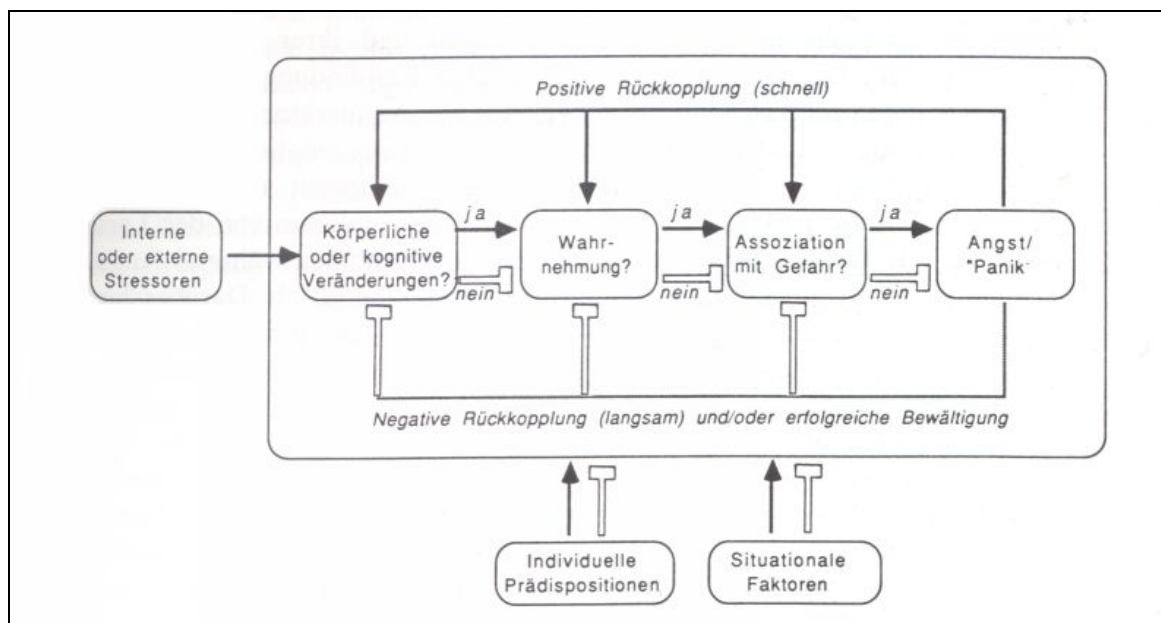 Positive Rückkopplung (schnell)
Interne
oder externe
Stressoren
Körperliche
oder kognitive
Veränderungen?
ja
nein
Wahr-
nehmung?
ja
nein
Assoziation
mit Gefahr?
ja
nein
Angst/
"Panik"
Negative Rückkopplung (langsam) und/oder erfolgreiche Bewältigung
Individuelle
Prädispositionen
Situationale
Faktoren